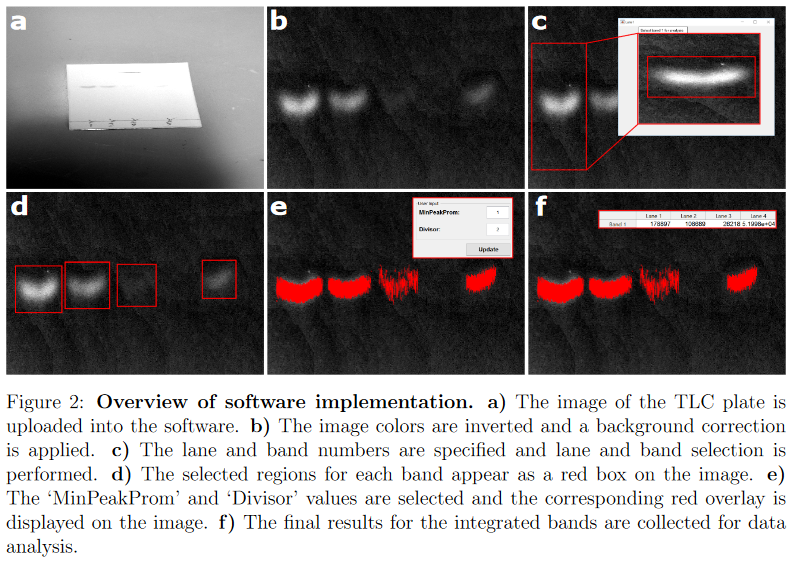 a
b
c
Select band 1 for analysis
d
e
User Input
MinPeakProm:
1
Divisor:
Update
f
Lane 1 Lane 2 Lane 3 Lane 4
Band 1 178897 28218 5.1998e+04
Figure 2: Overview of software implementation. a) The image of the TLC plate is
uploaded into the software. b) The image colors are inverted and a background correction
is applied. c) The lane and band numbers are specified and lane and band selection is
performed. d) The selected regions for each band appear as a red box on the image. e)
The ‘MinPeakProm’ and ‘Divisor’ values are selected and the corresponding red overlay is
displayed on the image. f) The final results for the integrated bands are collected for data
analysis.